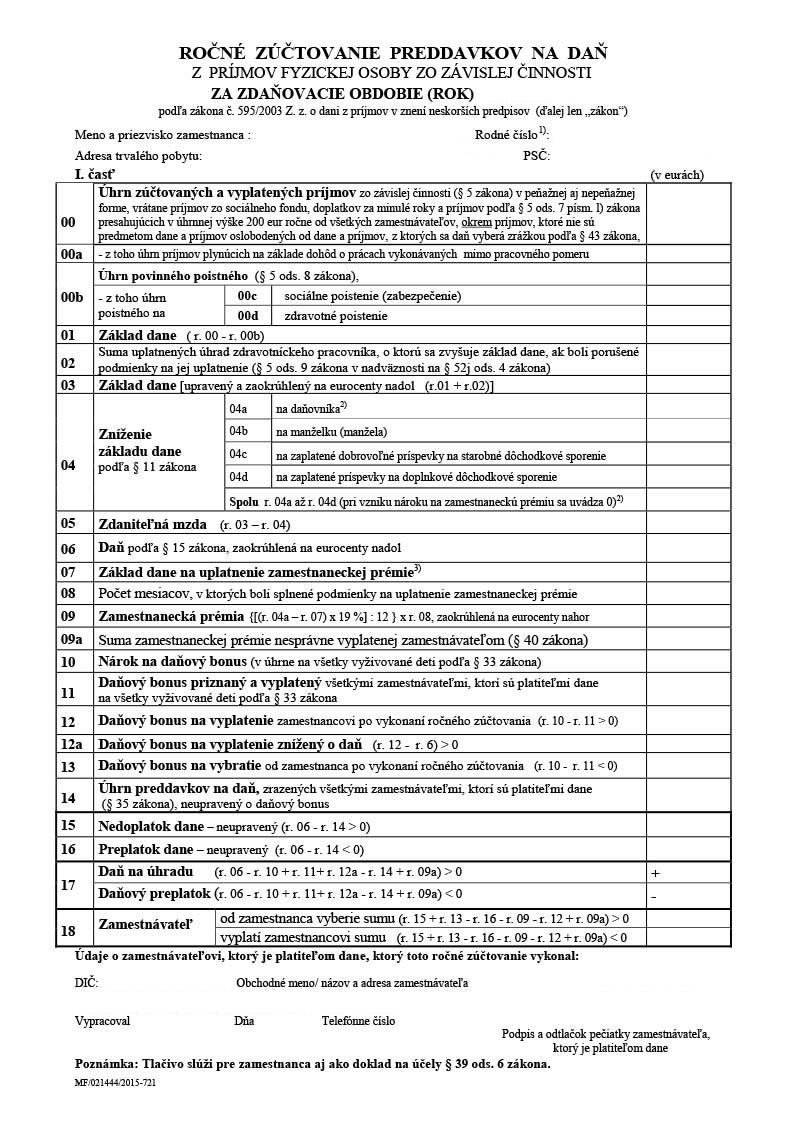 ROČNÉ ZÚČTOVANIE PREDDAVKOV NA DAŇ
Z PRÍJMOV FYZICKEJ OSOBY ZO ZÁVISLEJ ČINNOSTI
ZA ZDAŇOVACIE OBDOBIE (ROK)
podľa zákona č. 595/2003 Z. z. o dani z príjmov v znení neskorších predpisov (ďalej len „zákon“)
Meno a priezvisko zamestnanca : Rodné číslo1):
Adresa trvalého pobytu: PSČ:
I. časť (v eurách)
00 Úhrn zúčtovaných a vyplatených príjmov zo závislej činnosti (§ 5 zákona) v peňažnej aj nepeňažnej
forme, vrátane príjmov zo sociálneho fondu, doplatkov za minulé roky a príjmov podľa § 5 ods. 7 písm. l) zákona
presahujúcich v úhrnnej výške 200 eur ročne od všetkých zamestnávateľov, okrem príjmov, ktoré nie sú
predmetom dane a príjmov oslobodených od dane a príjmov, z ktorých sa daň vyberá zrážkou podľa § 43 zákona,
00a - z toho úhrn príjmov plynúcich na základe dohôd o prácach vykonávaných mimo pracovného pomeru
00b Úhrn povinného poistného (§ 5 ods. 8 zákona),
- z toho úhrn poistného na 00c sociálne poistenie (zabezpečenie)
00d zdravotné poistenie
01 Základ dane ( r. 00 - r. 00b)
02 Suma uplatnených úhrad zdravotníckeho pracovníka, o ktorú sa zvyšuje základ dane, ak boli porušené
podmienky na jej uplatnenie (§ 5 ods. 9 zákona v nadväznosti na § 52j ods. 4 zákona)
03 Základ dane [upravený a zaokrúhlený na eurocenty nadol (r.01 + r.02)]
04 Zníženie
základu dane
podľa § 11 zákona
04a na daňovníka2)
04b na manželku (manžela)
04c na zaplatené dobrovoľné príspevky na starobné dôchodkové sporenie
04d na zaplatené príspevky na doplnkové dôchodkové sporenie
Spolu r. 04a až r. 04d (pri vzniku nároku na zamestnaneckú prémiu sa uvádza 0)2)
05 Zdaniteľná mzda (r. 03 – r. 04)
06 Daň podľa § 15 zákona, zaokrúhlená na eurocenty nadol
07 Základ dane na uplatnenie zamestnaneckej prémie3)
08 Počet mesiacov, v ktorých boli splnené podmienky na uplatnenie zamestnaneckej prémie
09 Zamestnanecká prémia {[(r. 04a – r. 07) x 19 %] : 12 } x r. 08, zaokrúhlená na eurocenty nahor
09a Suma zamestnaneckej prémie nesprávne vyplatenej zamestnávateľom (§ 40 zákona)
10 Nárok na daňový bonus (v úhrne na všetky vyživované deti podľa § 33 zákona)
11 Daňový bonus priznaný a vyplatený všetkými zamestnávateľmi, ktorí sú platiteľmi dane
na všetky vyživované deti podľa § 33 zákona
12 Daňový bonus na vyplatenie zamestnancovi po vykonaní ročného zúčtovania (r. 10 - r. 11 > 0)
12a Daňový bonus na vyplatenie znížený o daň (r. 12 - r. 6) > 0
13 Daňový bonus na vybratie od zamestnanca po vykonaní ročného zúčtovania (r. 10 - r. 11 < 0)
14 Úhrn preddavkov na daň, zrazených všetkými zamestnávateľmi, ktorí sú platiteľmi dane
(§ 35 zákona), neupravený o daňový bonus
15 Nedoplatok dane – neupravený (r. 06 - r. 14 > 0)
16 Preplatok dane – neupravený (r. 06 - r. 14 < 0)
17 Daň na úhradu (r. 06 - r. 10 + r. 11+ r. 12a - r. 14 + r. 09a) > 0 +
Daňový preplatok (r. 06 - r. 10 + r. 11+ r. 12a - r. 14 + r. 09a) < 0 -
18 Zamestnávateľ od zamestnanca vyberie sumu (r. 15 + r. 13 - r. 16 - r. 09 - r. 12 + r. 09a) > 0
vyplatí zamestnancovi sumu (r. 15 + r. 13 - r. 16 - r. 09 - r. 12 + r. 09a) < 0
Údaje o zamestnávateľovi, ktorý je platiteľom dane, ktorý toto ročné zúčtovanie vykonal:
DIČ: Obchodné meno/ názov a adresa zamestnávateľa
Vypracoval Dňa Telefónne číslo
Podpis a odtlačok pečiatky zamestnávateľa,
ktorý je platiteľom dane
Poznámka: Tlačivo slúži pre zamestnanca aj ako doklad na účely § 39 ods. 6 zákona.
MF/021444/2015-721